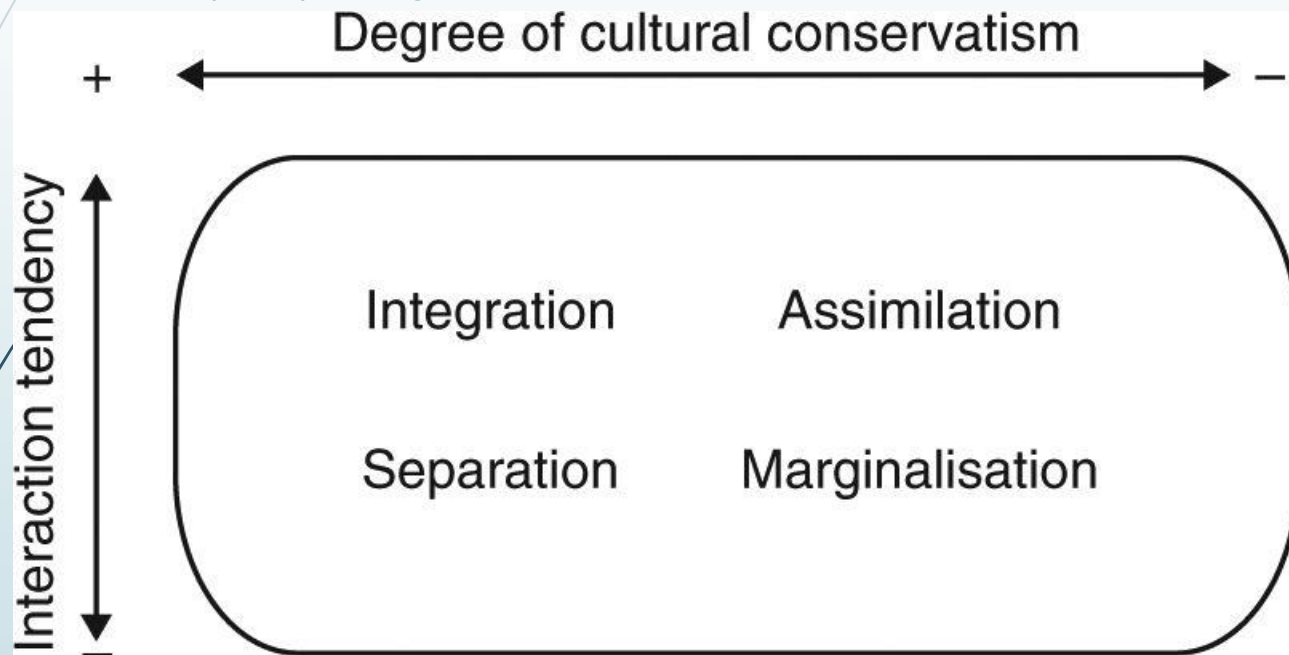 Degree of cultural conservatism
+ −
Interaction tendency
Integration Assimilation
Separation Marginalisation
−